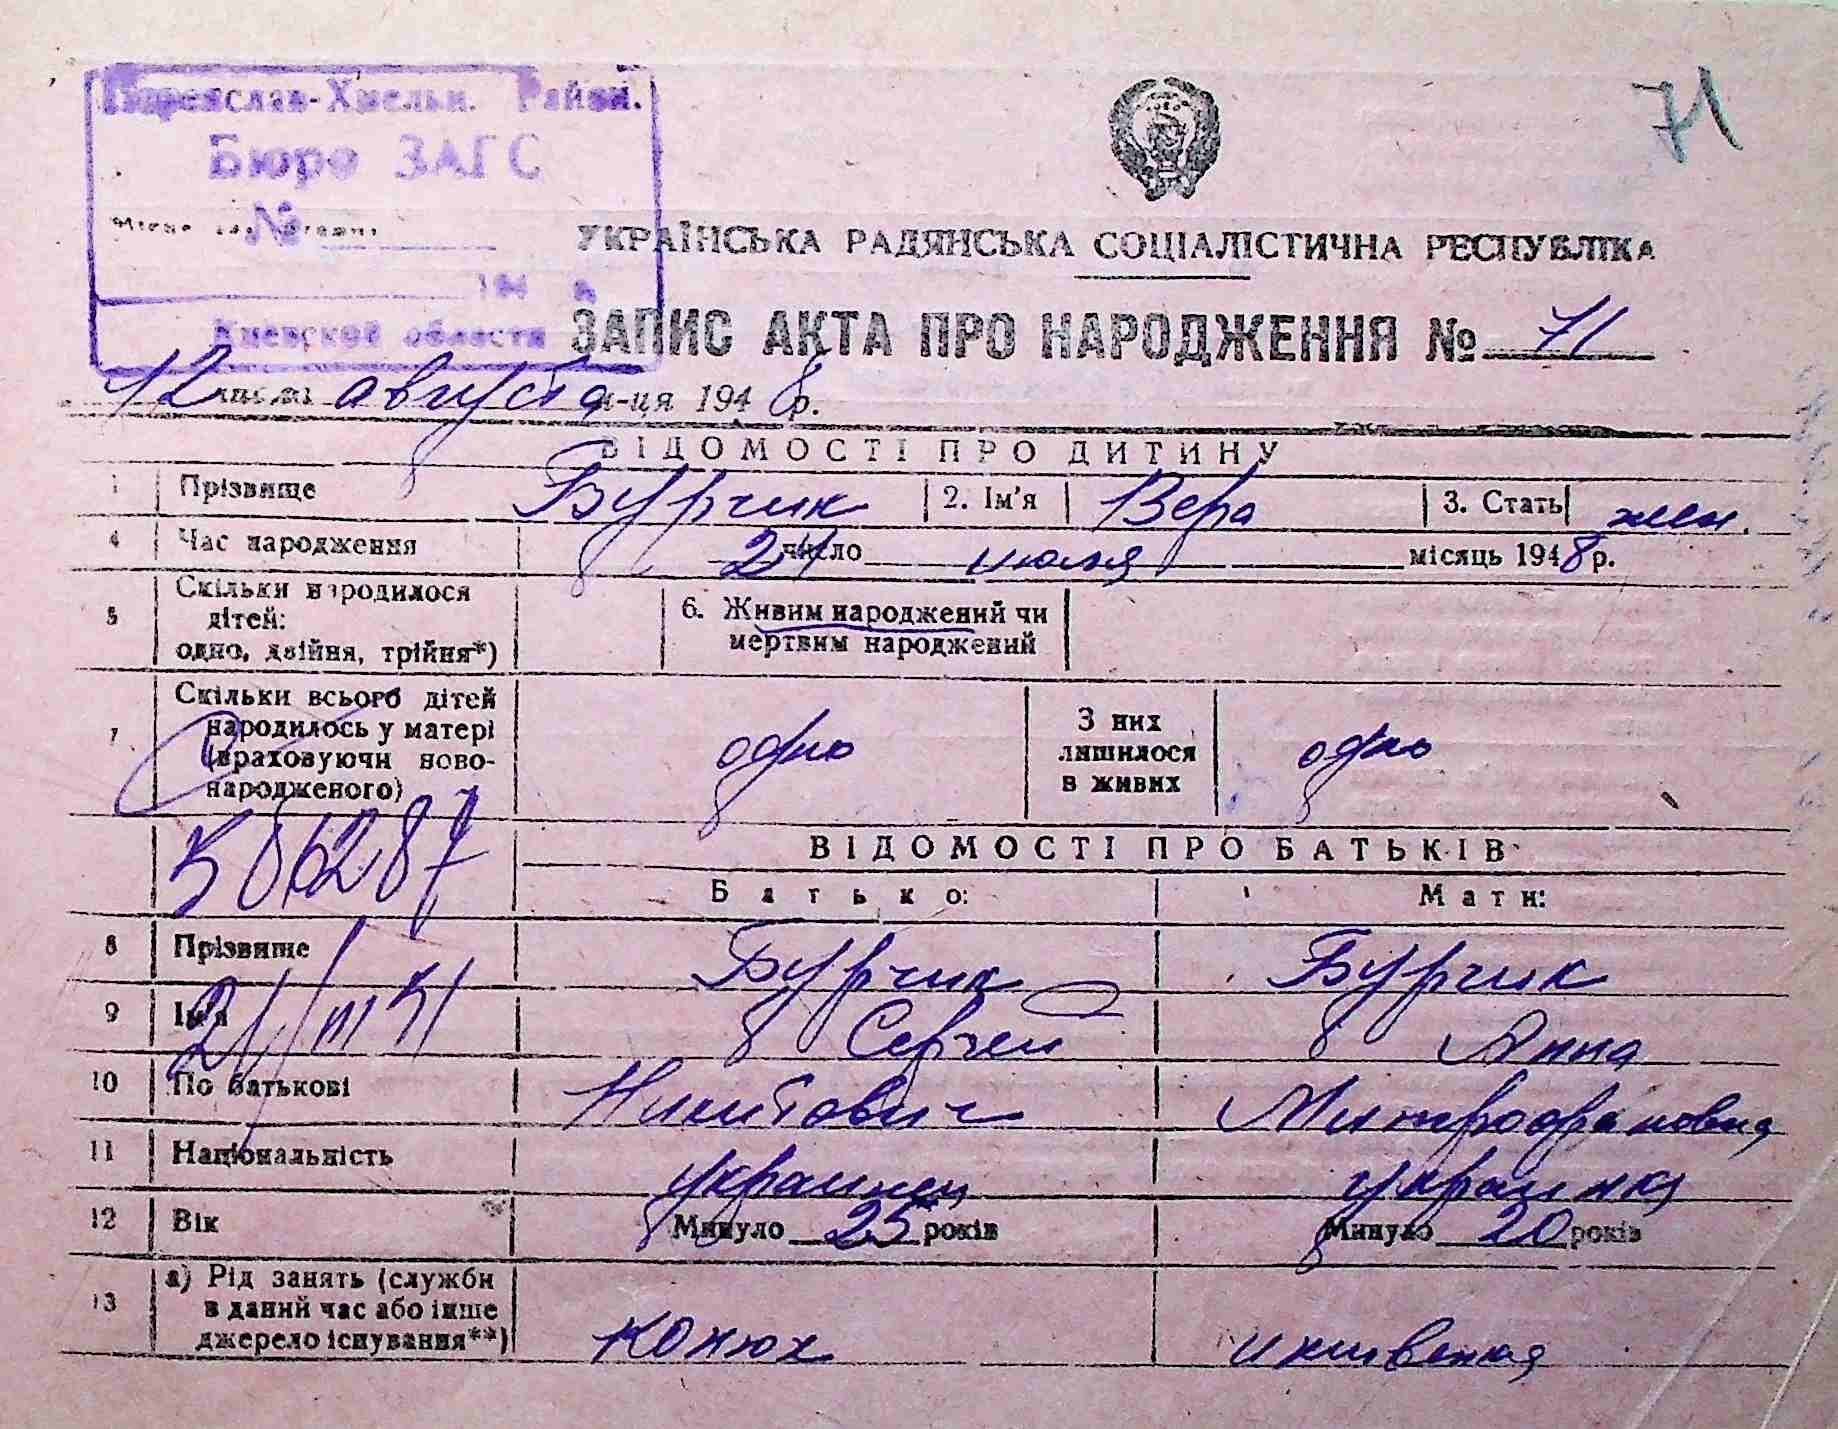 Переяслав-Хмельн. Район.
Бюро ЗАГС
№
194 р.
Киевской области
71
УКРАЇНСЬКА РАДЯНСЬКА СОЦІАЛІСТИЧНА РЕСПУБЛІКА
ЗАПИС АКТА ПРО НАРОДЖЕННЯ № 71
12 числа августа м-ця 1948 р.
ВІДОМОСТІ ПРО ДИТИНУ
1 Прізвище Бурчик 2. Ім'я Вера 3. Стать жен.
4 Час народження 24 число июля місяць 1948 р.
5 Скільки народилося дітей: одно, двійня, трійня*) 6. Живим народжений чи мертвим народжений
7 Скільки всього дітей народилось у матері (враховуючи новонародженого) одно З них лишилося в живих одно
586287
ВІДОМОСТІ ПРО БАТЬКІВ
Батько: Мати:
8 Прізвище Бурчик Бурчик
9 Ім'я Сергей Анна
10 По батькові Никитович Митрофановна
11 Національність украинец украинка
12 Вік Минуло 25 років Минуло 20 років
13 а) Рід занять (служби в даний час або інше джерело існування**) конюх